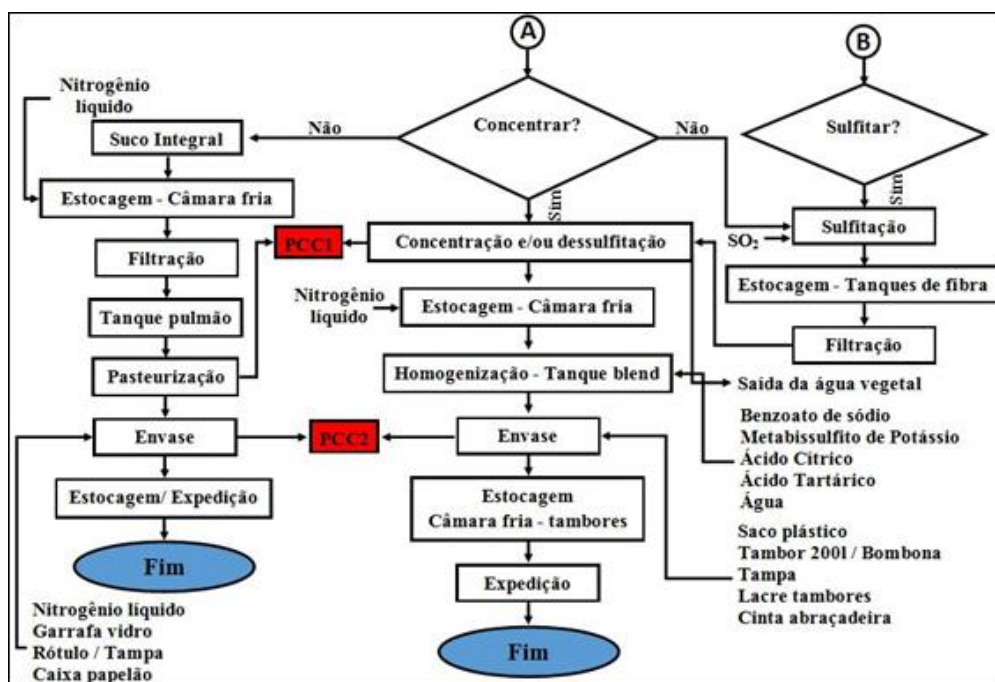 A
B
Nitrogênio
líquido
Suco Integral
Não
Concentrar?
Não
Sulfitar?
Sim
Sim
Estocagem - Câmara fria
SO₂
Sulfitação
PCC1
Concentração e/ou dessulfitação
Filtração
Estocagem - Tanques de fibra
Nitrogênio
líquido
Estocagem - Câmara fria
Tanque pulmão
Filtração
Pasteurização
Homogenização - Tanque blend
Saída da água vegetal
Envase
PCC2
Envase
Benzoato de sódio
Metabissulfito de Potássio
Ácido Cítrico
Ácido Tartárico
Água
Estocagem/ Expedição
Estocagem
Câmara fria - tambores
Fim
Expedição
Saco plástico
Tambor 200l / Bombona
Tampa
Lacre tambores
Cinta abraçadeira
Nitrogênio líquido
Garrafa vidro
Rótulo / Tampa
Caixa papelão
Fim